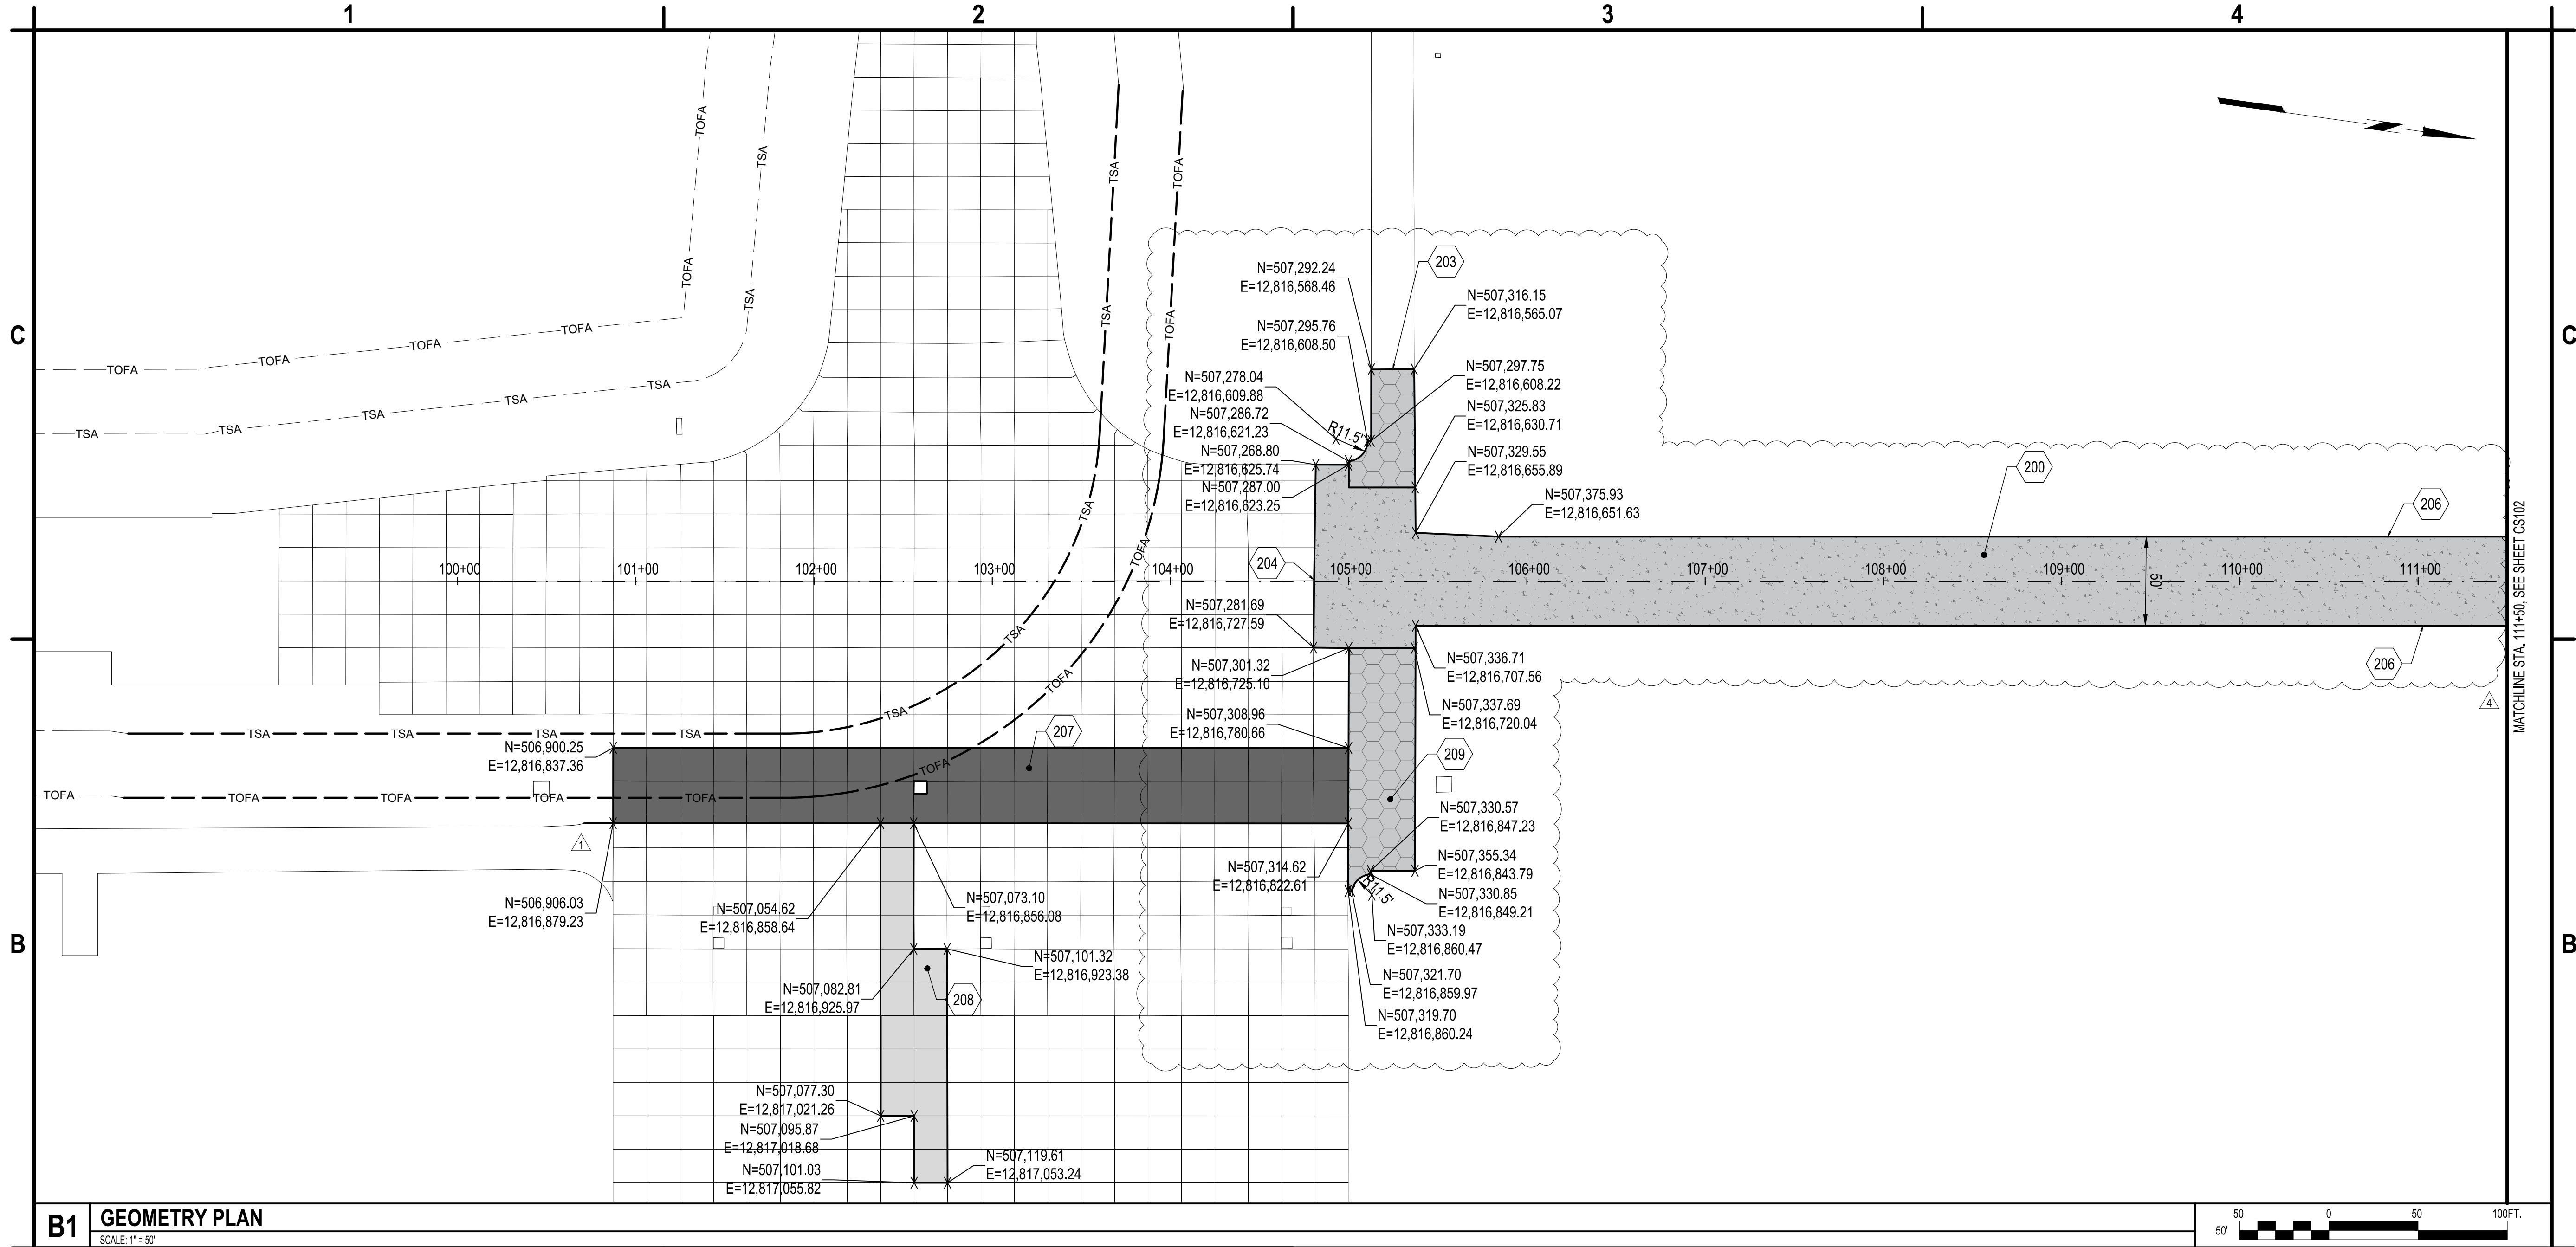 1
2
3
4
C
C
B
B
TOFA
TSA
TOFA
TSA
TOFA
TOFA
TOFA
TOFA
TSA
TSA
TSA
TSA
TSA
TOFA
TSA
TOFA
TSA
TOFA
TSA
TOFA
TSA
TSA
TSA
TSA
TSA
TOFA
TOFA
TOFA
TOFA
TOFA
TOFA
N=507,292.24
E=12,816,568.46
203
N=507,316.15
E=12,816,565.07
N=507,295.76
E=12,816,608.50
N=507,297.75
E=12,816,608.22
N=507,278.04
E=12,816,609.88
N=507,325.83
E=12,816,630.71
N=507,286.72
E=12,816,621.23
R11.5'
N=507,268.80
E=12,816,625.74
N=507,329.55
E=12,816,655.89
N=507,287.00
E=12,816,623.25
N=507,375.93
E=12,816,651.63
200
206
204
100+00
101+00
102+00
103+00
104+00
105+00
106+00
107+00
108+00
109+00
110+00
111+00
50'
N=507,281.69
E=12,816,727.59
N=507,301.32
E=12,816,725.10
N=507,336.71
E=12,816,707.56
206
N=507,337.69
E=12,816,720.04
4
MATCHLINE STA. 111+50, SEE SHEET CS102
N=507,308.96
E=12,816,780.66
207
209
N=506,900.25
E=12,816,837.36
N=507,330.57
E=12,816,847.23
1
N=507,314.62
E=12,816,822.61
N=507,355.34
E=12,816,843.79
R11.5'
N=507,330.85
E=12,816,849.21
N=506,906.03
E=12,816,879.23
N=507,054.62
E=12,816,858.64
N=507,073.10
E=12,816,856.08
N=507,333.19
E=12,816,860.47
N=507,101.32
E=12,816,923.38
N=507,321.70
E=12,816,859.97
N=507,082.81
E=12,816,925.97
208
N=507,319.70
E=12,816,860.24
N=507,077.30
E=12,817,021.26
N=507,095.87
E=12,817,018.68
N=507,101.03
E=12,817,055.82
N=507,119.61
E=12,817,053.24
B1
GEOMETRY PLAN
SCALE: 1" = 50'
50'
50 0 50 100FT.